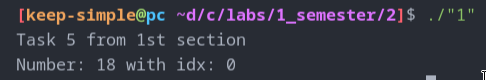 [keep-simple@pc ~d/c/labs/1_semester/2]$ ./"1"
Task 5 from 1st section
Number: 18 with idx: 0